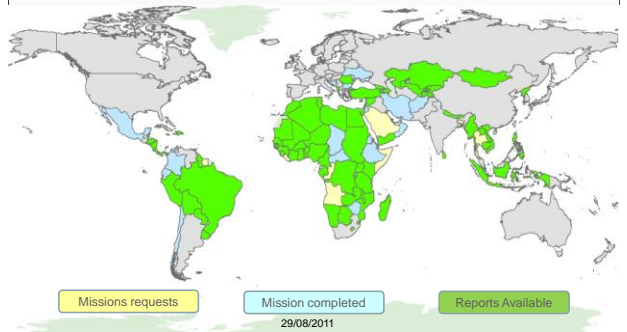 Missions requests
Mission completed
Reports Available
29/08/2011